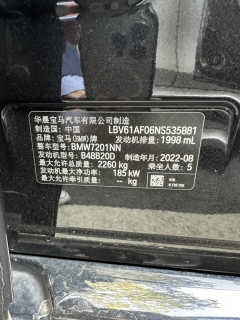 华晨宝马汽车有限公司制造
制造国：中国 LBV61AF06NS535881
品牌：宝马(BMW)牌 发动机排量：1998 mL
整车型号：BMW7201NN
发动机型号：B48B20D 制造年月：2022-08
最大允许总质量：2260 kg 乘坐人数：5
发动机最大净功率：185 kW
最大允许牵引质量：-- kg